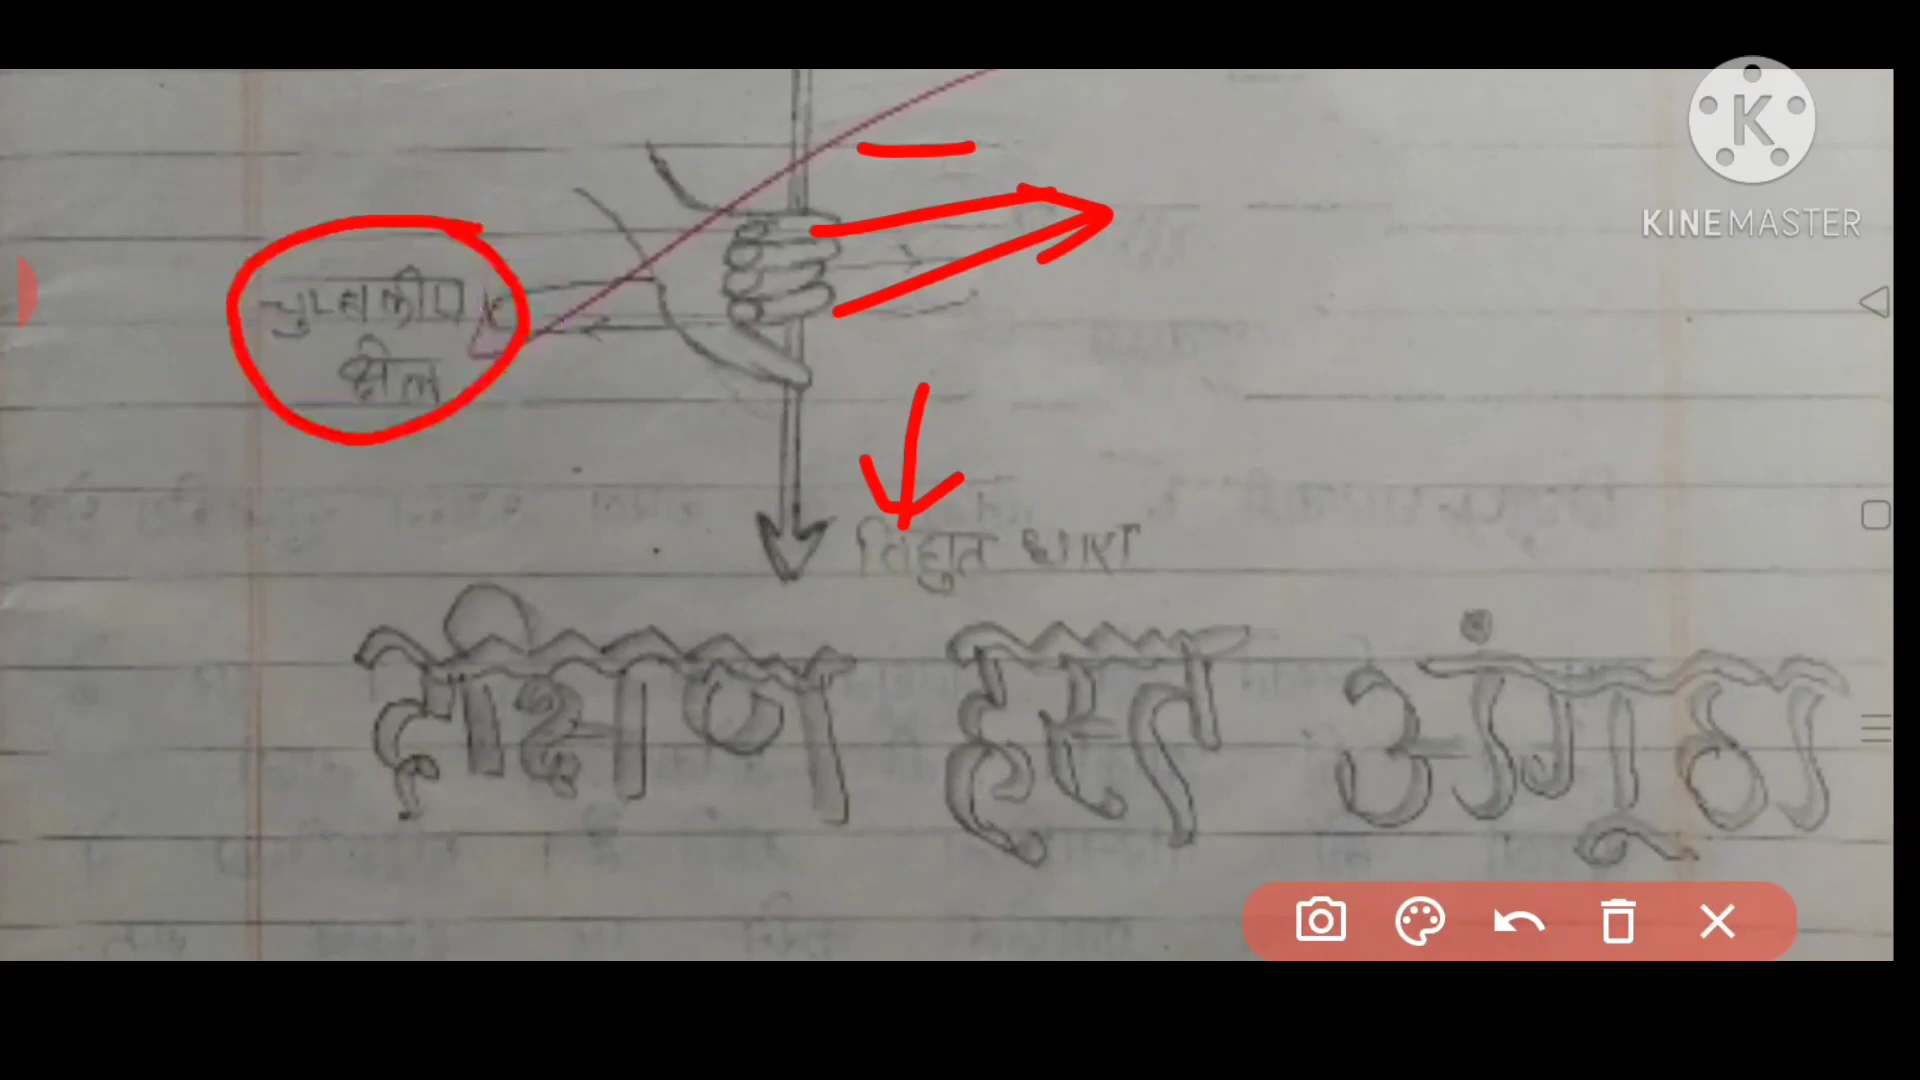 KINEMASTER
चुम्बकीय
क्षेत्र
विद्युत धारा
दक्षिण हस्त अंगूठा